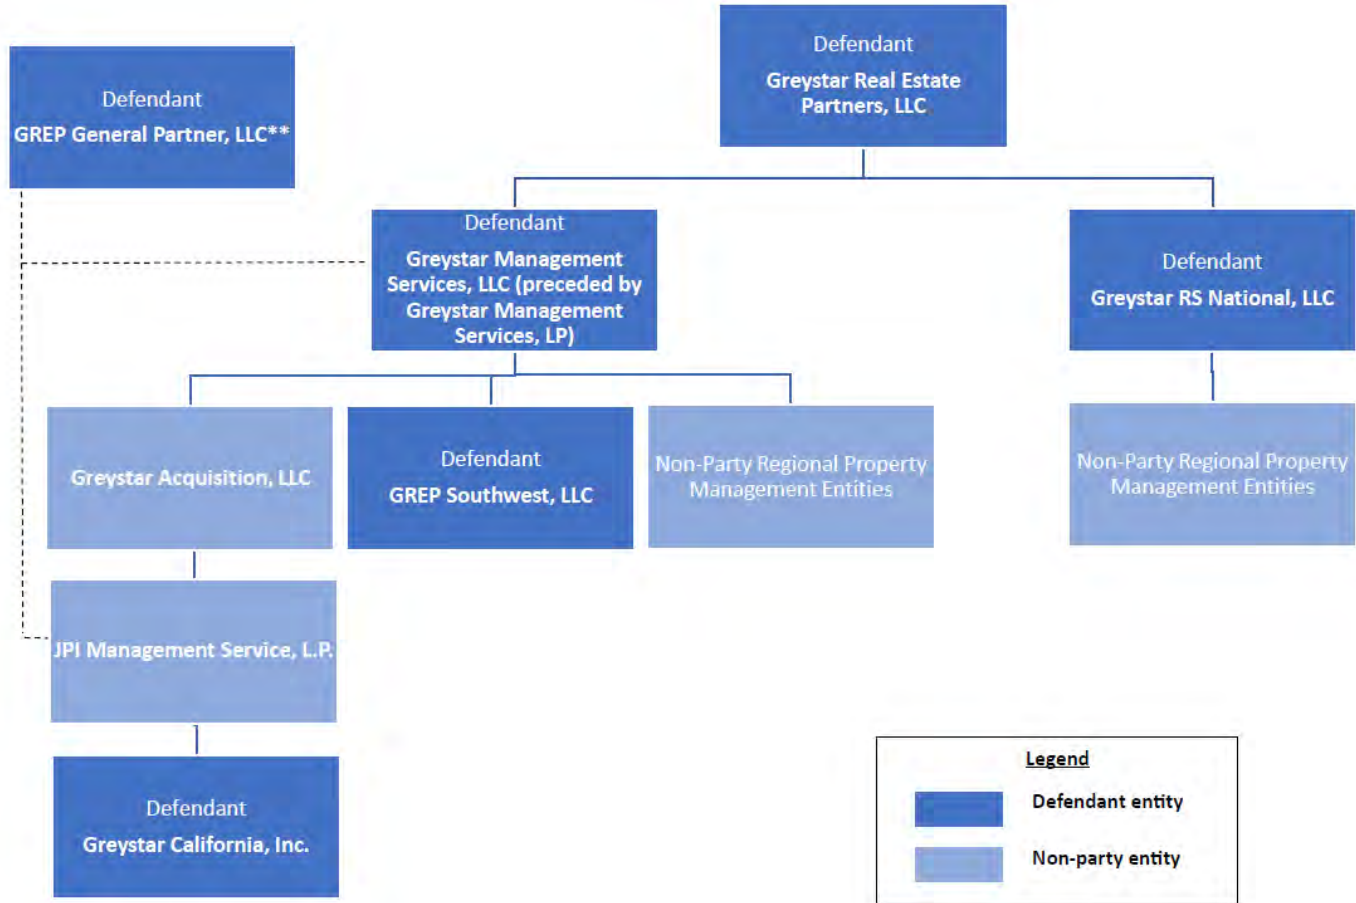 Defendant
Greystar Real Estate
Partners, LLC
Defendant
GREP General Partner, LLC**
Defendant
Greystar Management
Services, LLC (preceded by
Greystar Management
Services, LP)
Defendant
Greystar RS National, LLC
Greystar Acquisition, LLC
Defendant
GREP Southwest, LLC
Non-Party Regional Property
Management Entities
Non-Party Regional Property
Management Entities
JPI Management Service, L.P.
Defendant
Greystar California, Inc.
Legend
Defendant entity
Non-party entity